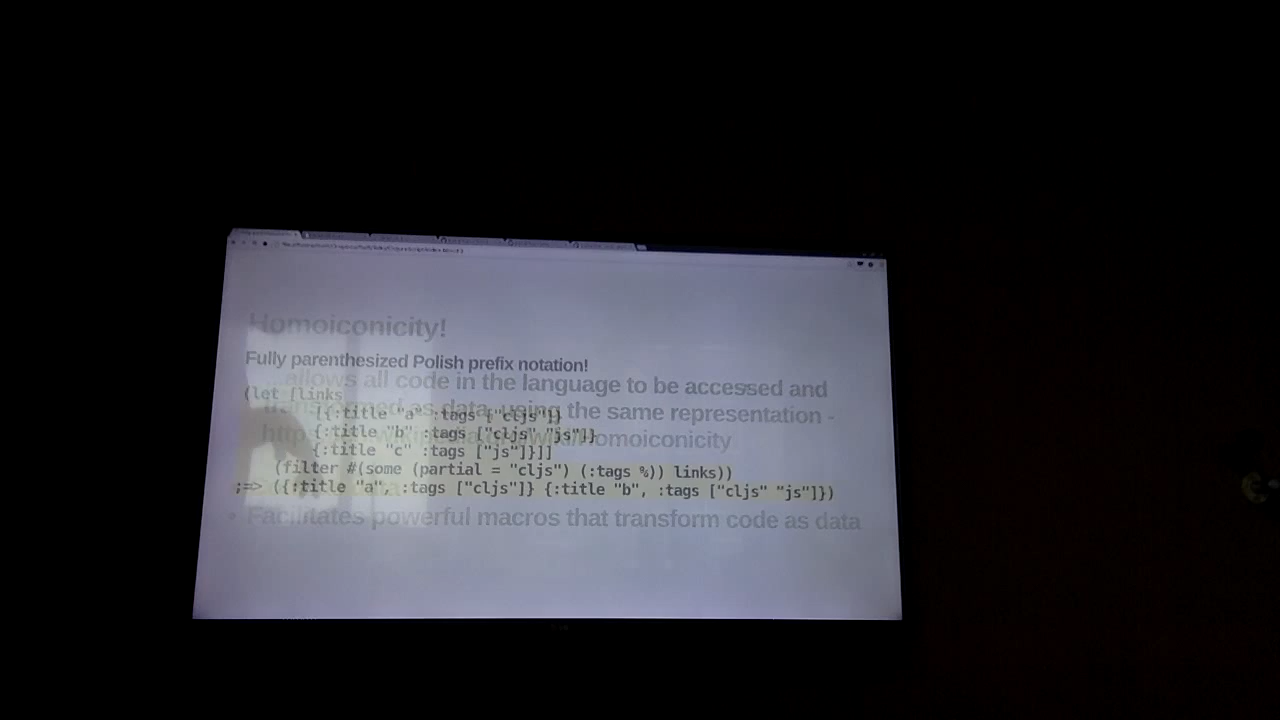 Homoiconicity!
Fully parenthesized Polish prefix notation!
...allows all code in the language to be accessed and
(let [links
transformed as data, using the same representation -
[{:title "a" :tags ["cljs"]}
{:title "b" :tags ["cljs" "js"]}
Homoiconicity
{:title "c" :tags ["js"]}]]
(filter #(some (partial = "cljs") (:tags %)) links))
;=> ({:title "a", :tags ["cljs"]} {:title "b", :tags ["cljs" "js"]})
• Facilitates powerful macros that transform code as data